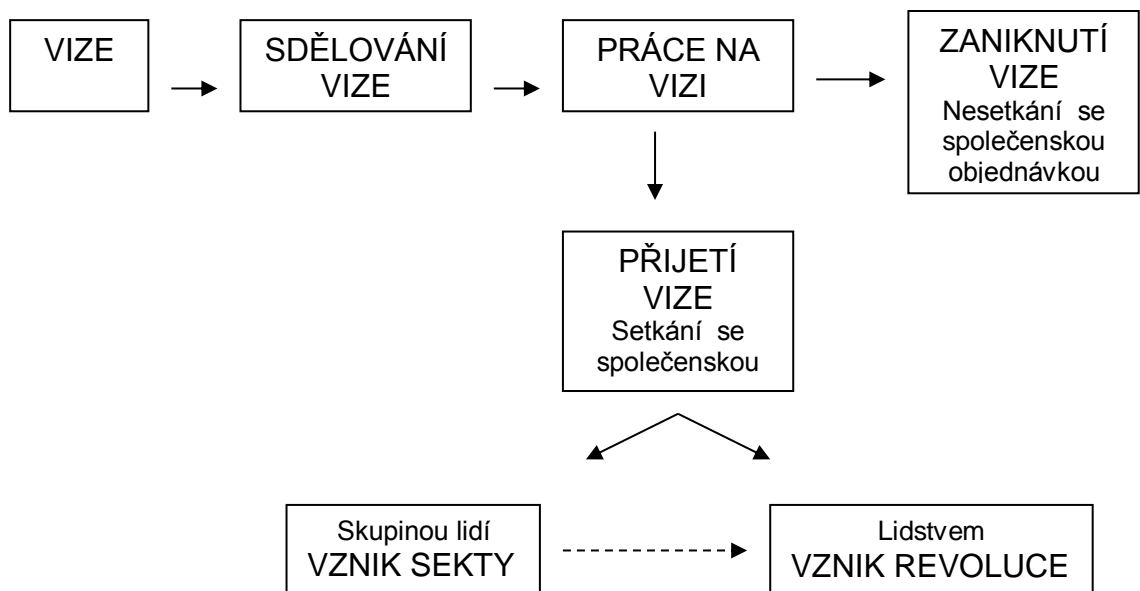 VIZE
SDĚLOVÁNÍ
VIZE
PRÁCE NA
VIZI
ZANIKNUTÍ
VIZE
Nesetkání se
společenskou
objednávkou
PŘIJETÍ
VIZE
Setkání se
společenskou
Skupinou lidí
VZNIK SEKTY
Lidstvem
VZNIK REVOLUCE